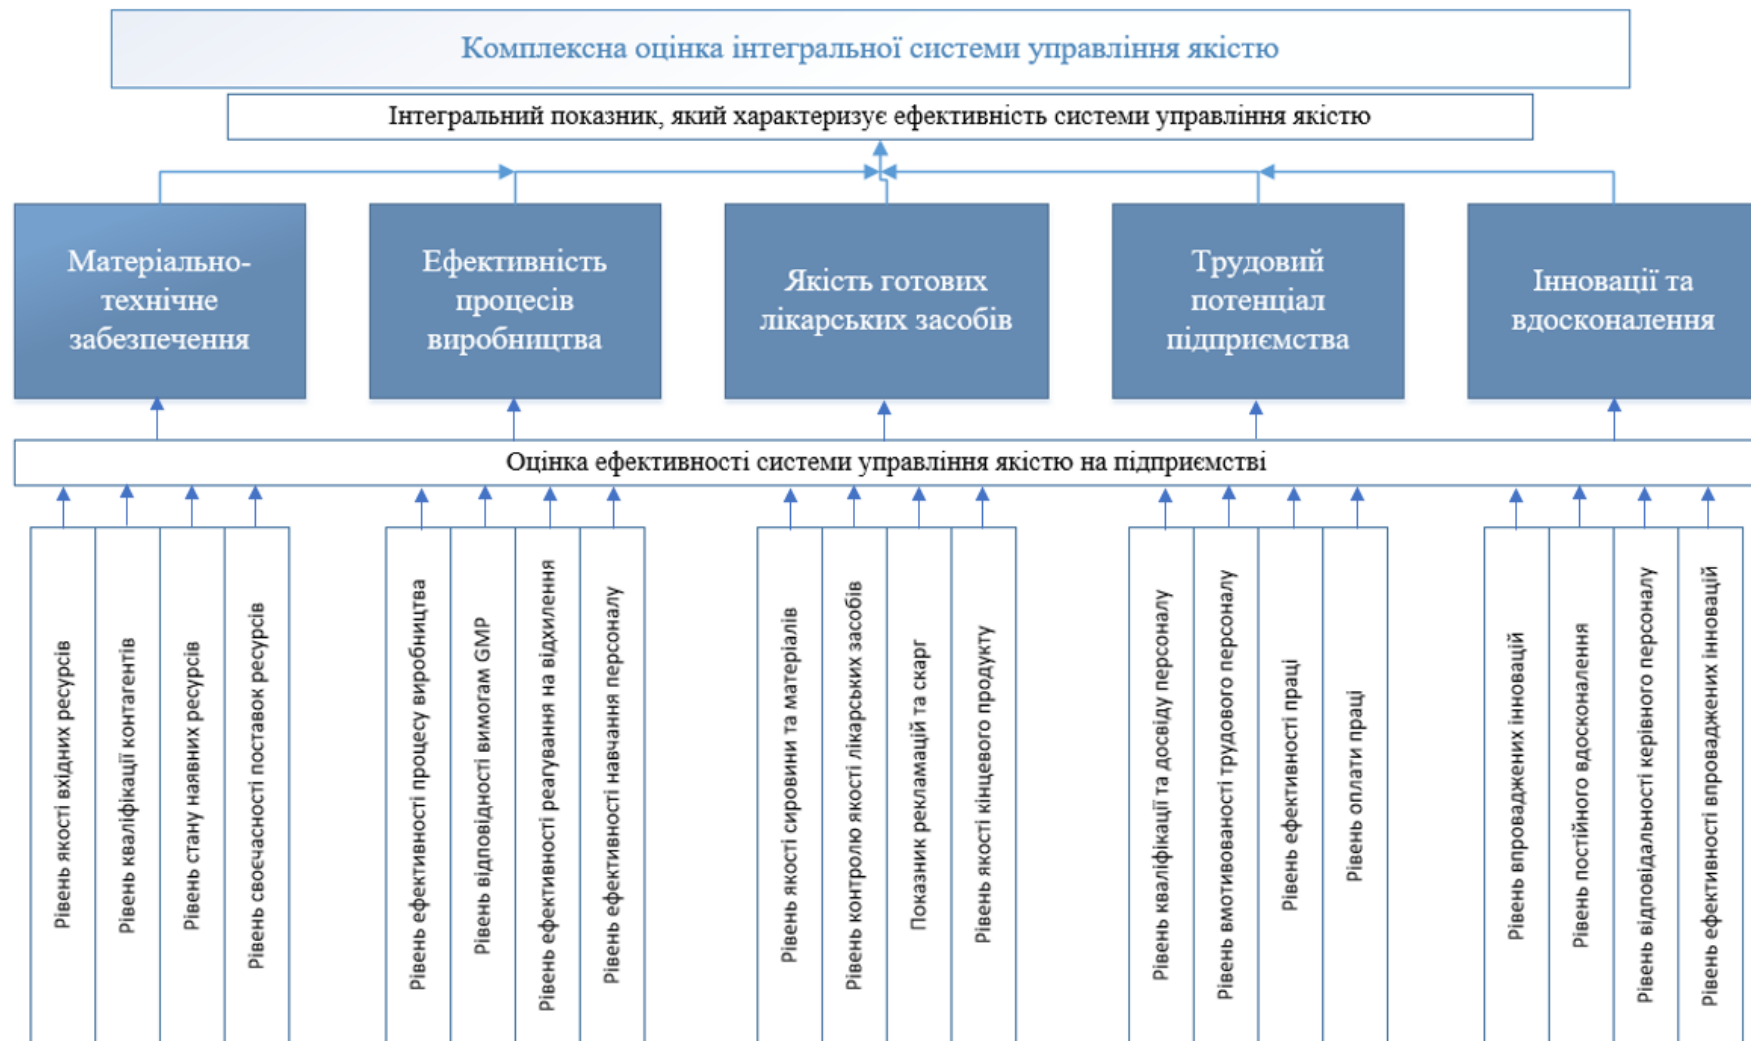 Комплексна оцінка інтегральної системи управління якістю
Інтегральний показник, який характеризує ефективність системи управління якістю
Матеріально-
технічне
забезпечення
Ефективність
процесів
виробництва
Якість готових
лікарських засобів
Трудовий
потенціал
підприємства
Інновації та
вдосконалення
Оцінка ефективності системи управління якістю на підприємстві
Рівень якості вхідних ресурсів
Рівень кваліфікації контагентів
Рівень стану наявних ресурсів
Рівень своєчасності поставок ресурсів
Рівень ефективності процесу виробництва
Рівень відповідності вимогам GMP
Рівень ефективності реагування на відхилення
Рівень ефективності навчання персоналу
Рівень якості сировини та матеріалів
Рівень контролю якості лікарських засобів
Показник рекламацій та скарг
Рівень якості кінцевого продукту
Рівень кваліфікації та досвіду персоналу
Рівень вмотивованості трудового персоналу
Рівень ефективності праці
Рівень оплати праці
Рівень впроваджених інновацій
Рівень постійного вдосконалення
Рівень відповідальності керівного персоналу
Рівень ефективності впроваджених інновацій